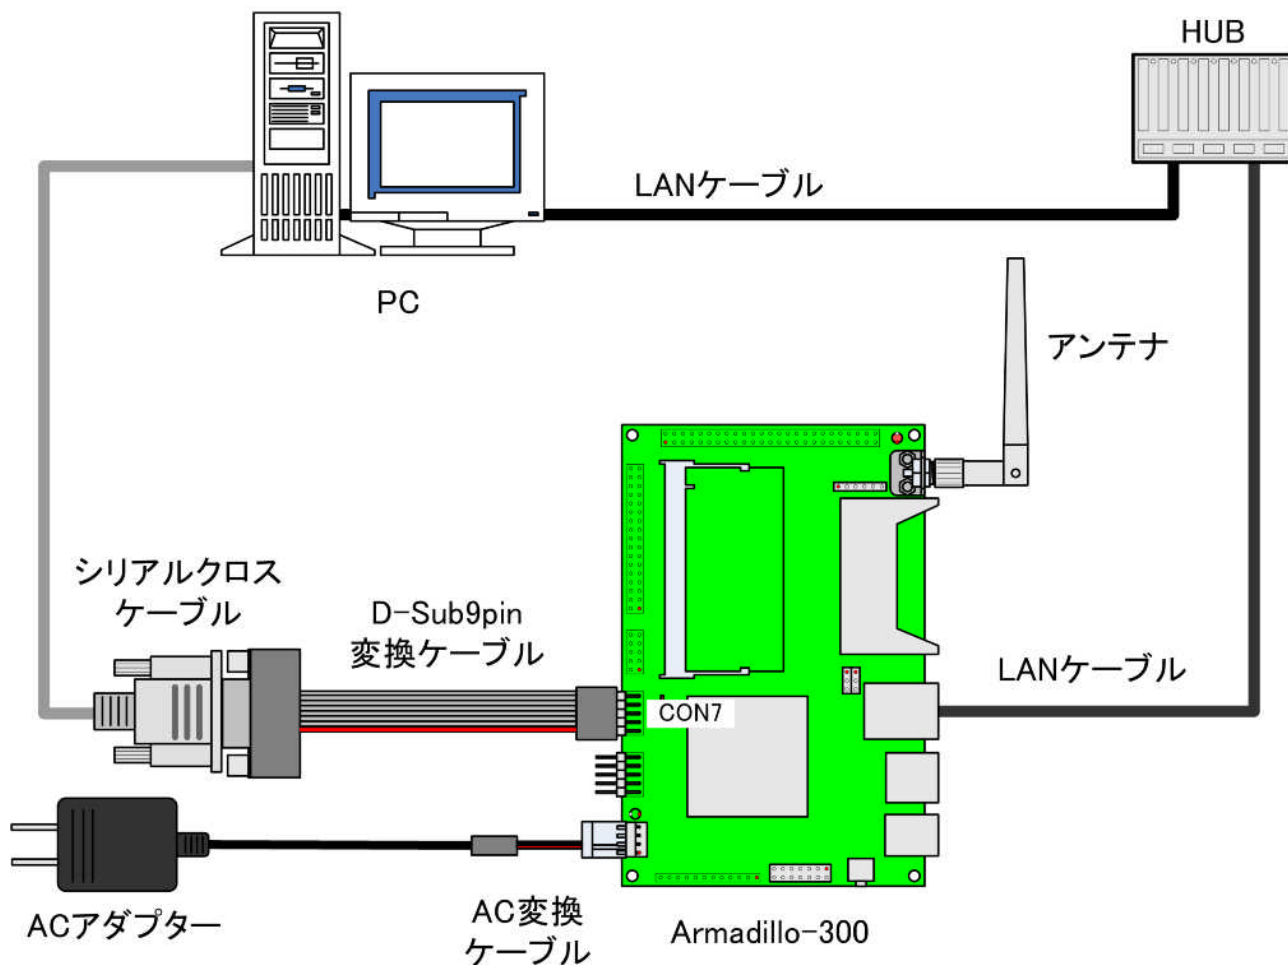 HUB
LANケーブル
PC
アンテナ
シリアルクロス
ケーブル
D-Sub9pin
変換ケーブル
LANケーブル
CON7
ACアダプター
AC変換
ケーブル
Armadillo-300